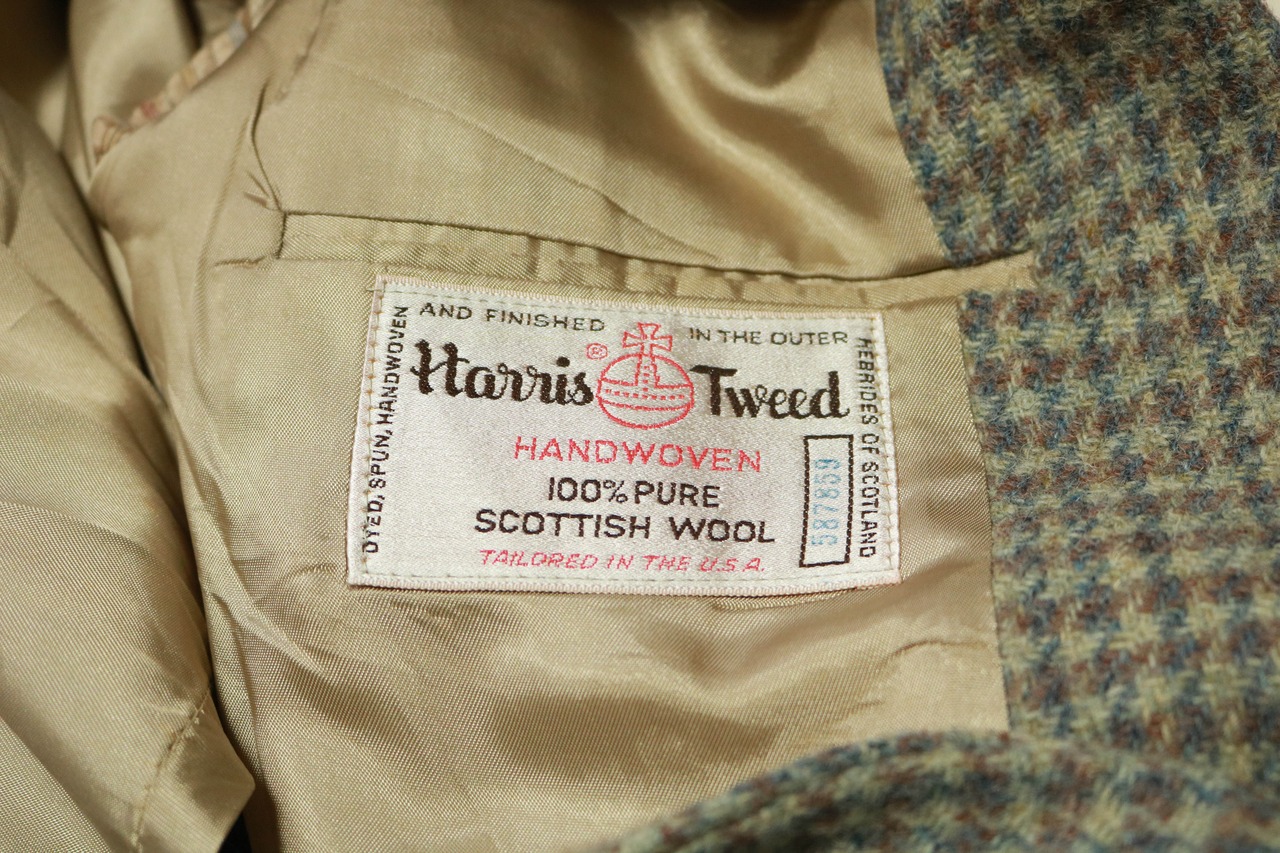 DYED, SPUN, HANDWOVEN
AND FINISHED
IN THE OUTER
HEBRIDES OF SCOTLAND
Harris ® Tweed
HANDWOVEN
100% PURE
SCOTTISH WOOL
TAILORED IN THE U.S.A.
587859